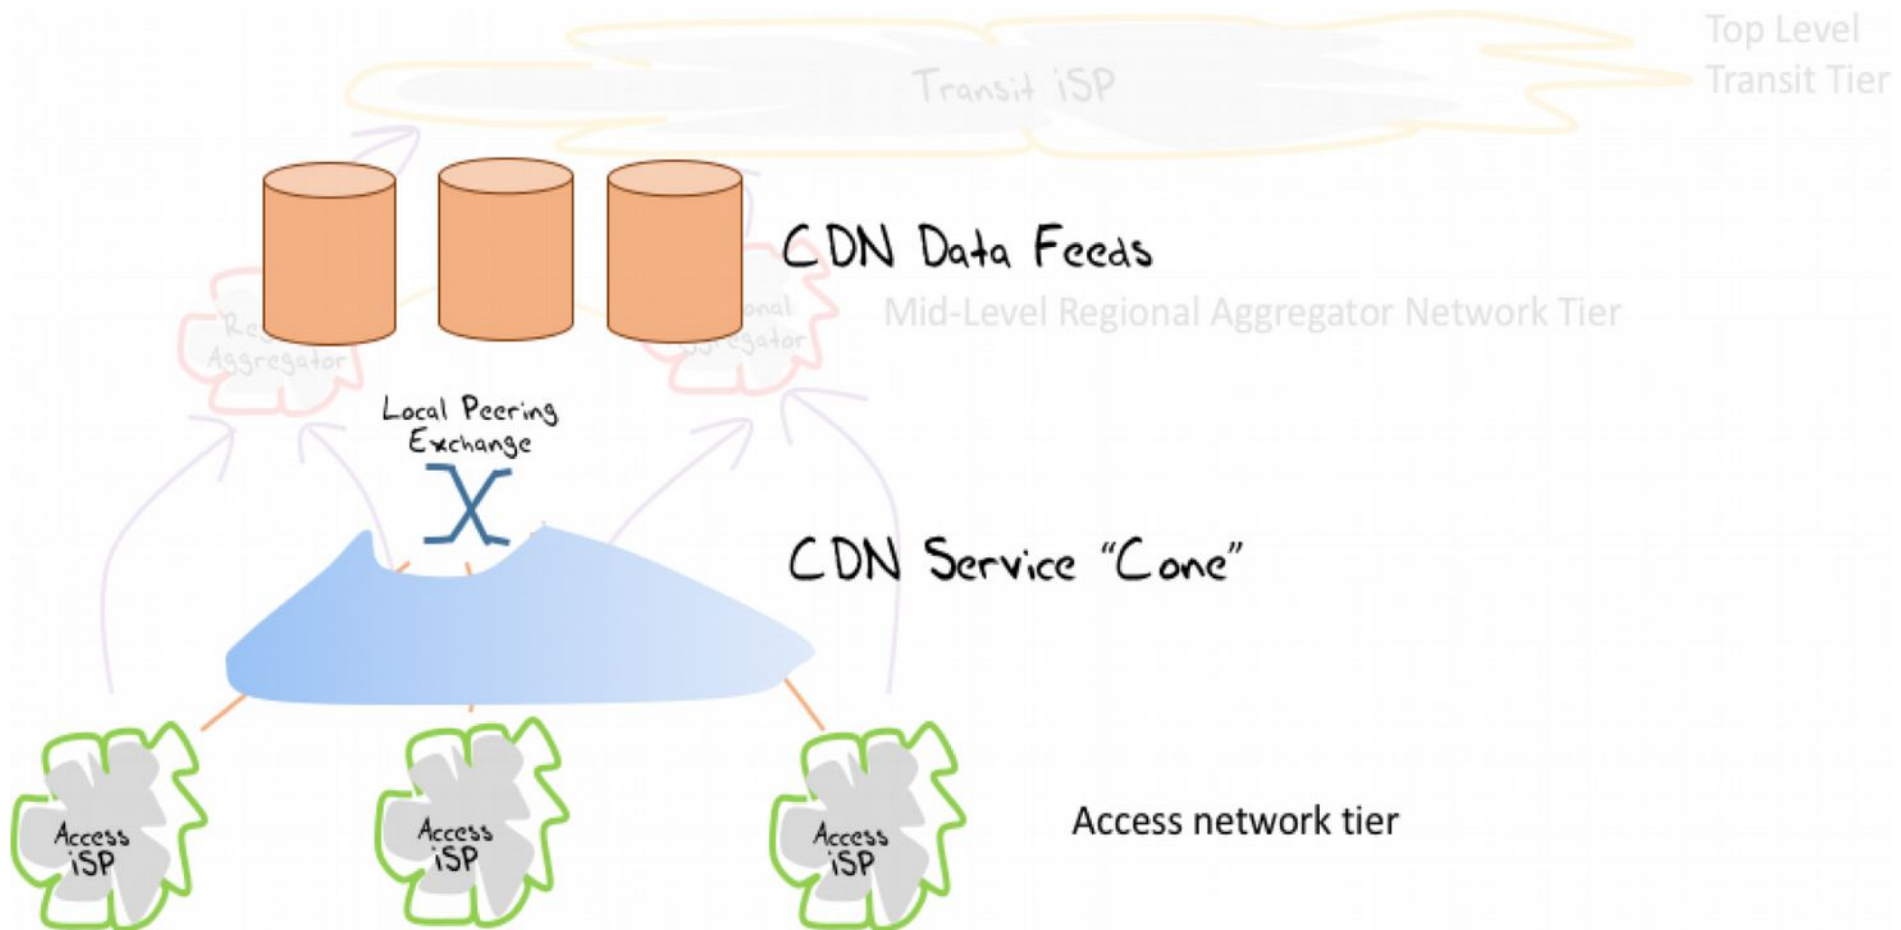 Top Level
Transit Tier
Transit iSP
CDN Data Feeds
Mid-Level Regional Aggregator Network Tier
Aggregator
Local Peering
Exchange
CDN Service “Cone”
Access
iSP
Access
iSP
Access
iSP
Access network tier